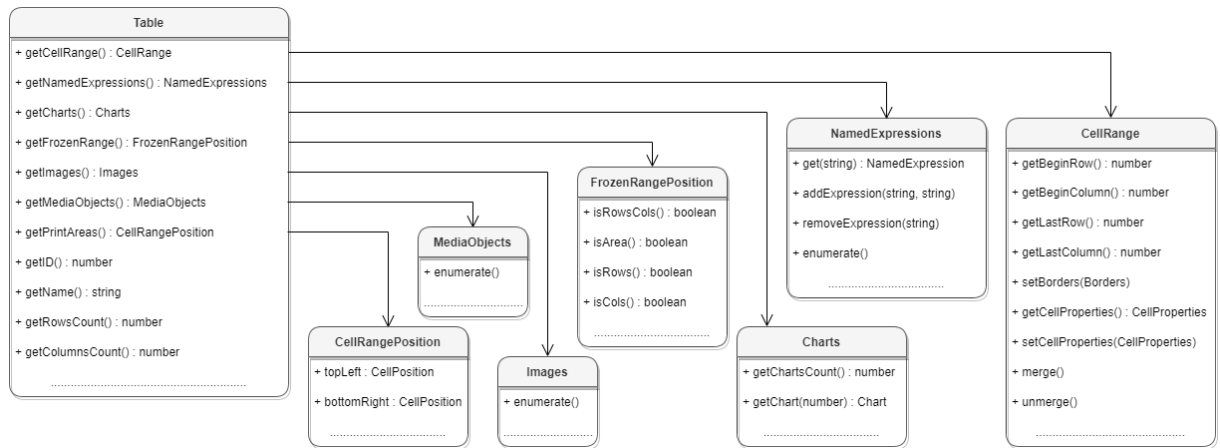 Table
+ getCellRange() : CellRange
+ getNamedExpressions() : NamedExpressions
+ getCharts() : Charts
+ getFrozenRange() : FrozenRangePosition
+ getImages() : Images
+ getMediaObjects() : MediaObjects
+ getPrintAreas() : CellRangePosition
+ getID() : number
+ getName() : string
+ getRowsCount() : number
+ getColumnsCount() : number
CellRangePosition
+ topLeft : CellPosition
+ bottomRight : CellPosition
MediaObjects
+ enumerate()
Images
+ enumerate()
FrozenRangePosition
+ isRowsCols() : boolean
+ isArea() : boolean
+ isRows() : boolean
+ isCols() : boolean
Charts
+ getChartsCount() : number
+ getChart(number) : Chart
NamedExpressions
+ get(string) : NamedExpression
+ addExpression(string, string)
+ removeExpression(string)
+ enumerate()
CellRange
+ getBeginRow() : number
+ getBeginColumn() : number
+ getLastRow() : number
+ getLastColumn() : number
+ setBorders(Borders)
+ getCellProperties() : CellProperties
+ setCellProperties(CellProperties)
+ merge()
+ unmerge()